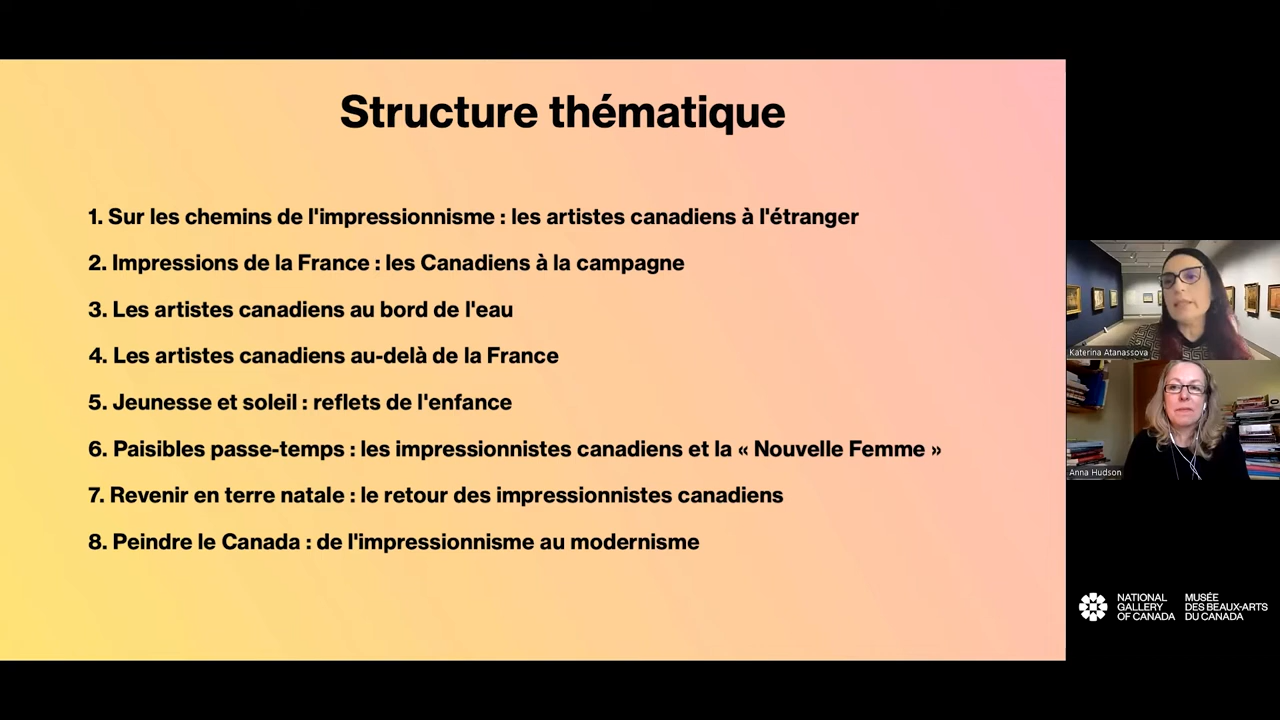 Structure thématique
1. Sur les chemins de l'impressionnisme : les artistes canadiens à l'étranger
2. Impressions de la France : les Canadiens à la campagne
3. Les artistes canadiens au bord de l'eau
4. Les artistes canadiens au-delà de la France
5. Jeunesse et soleil : reflets de l'enfance
6. Paisibles passe-temps : les impressionnistes canadiens et la « Nouvelle Femme »
7. Revenir en terre natale : le retour des impressionnistes canadiens
8. Peindre le Canada : de l'impressionnisme au modernisme
Katerina Atanassova
Anna Hudson
NATIONAL
GALLERY
OF CANADA
MUSÉE
DES BEAUX-ARTS
DU CANADA